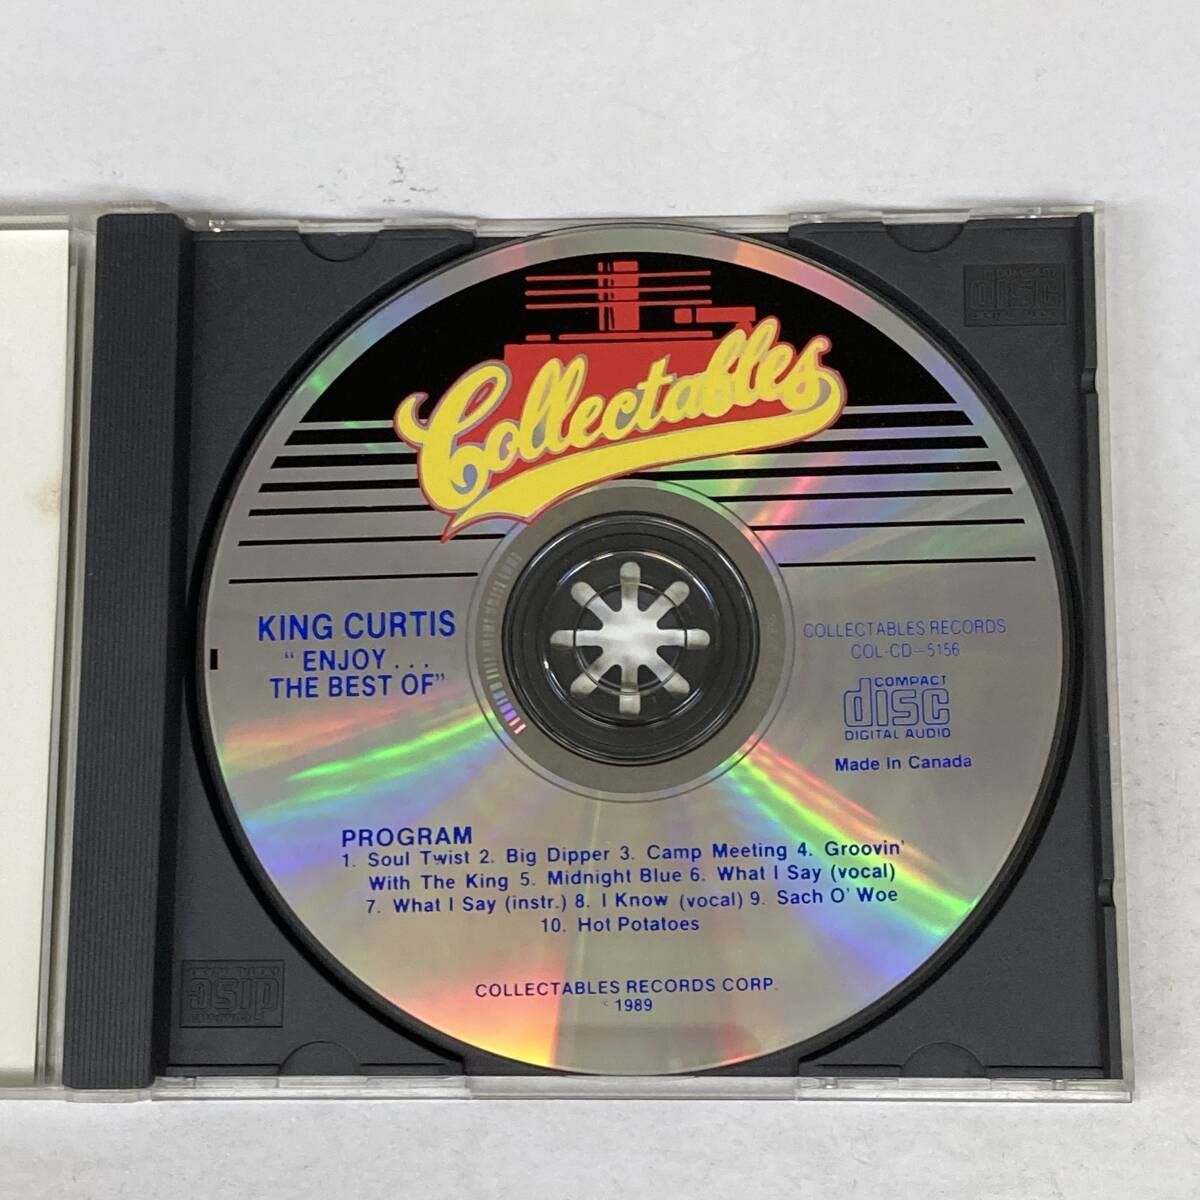 Collectables
KING CURTIS
"ENJOY...
THE BEST OF"
COLLECTABLES RECORDS
COL-CD-5156
COMPACT
disc
DIGITAL AUDIO
Made In Canada
PROGRAM
1. Soul Twist 2. Big Dipper 3. Camp Meeting 4. Groovin'
With The King 5. Midnight Blue 6. What I Say (vocal)
7. What I Say (instr.) 8. I Know (vocal) 9. Sach O' Woe
10. Hot Potatoes
COLLECTABLES RECORDS CORP.
© 1989
COMPACT
disc
disc